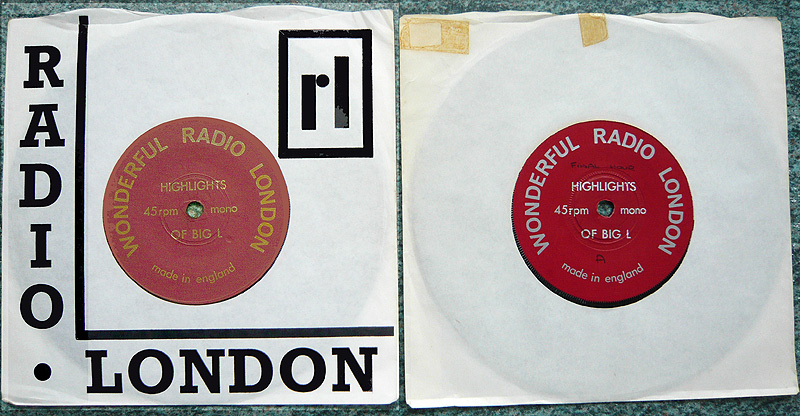 RADIO
• LONDON
rl
WONDERFUL RADIO LONDON
HIGHLIGHTS
45rpm mono
OF BIG L
made in england
WONDERFUL RADIO LONDON
HIGHLIGHTS
45rpm mono
OF BIG L
A
made in england